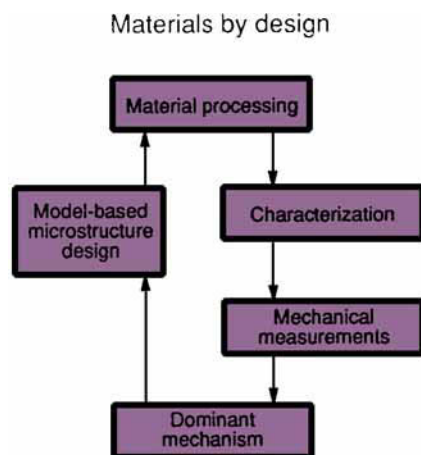 Materials by design
Material processing
Model-based
microstructure
design
Characterization
Mechanical
measurements
Dominant
mechanism